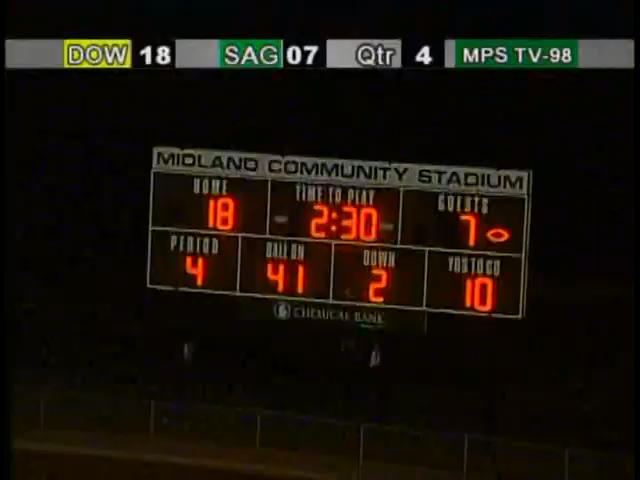 DOW 18 SAG 07 Qtr 4 MPS TV-98
MIDLAND COMMUNITY STADIUM
HOME TIME TO PLAY GUESTS
18 2:30 7
PERIOD BALL ON DOWN YDS TO GO
4 41 2 10
CHEMICAL BANK